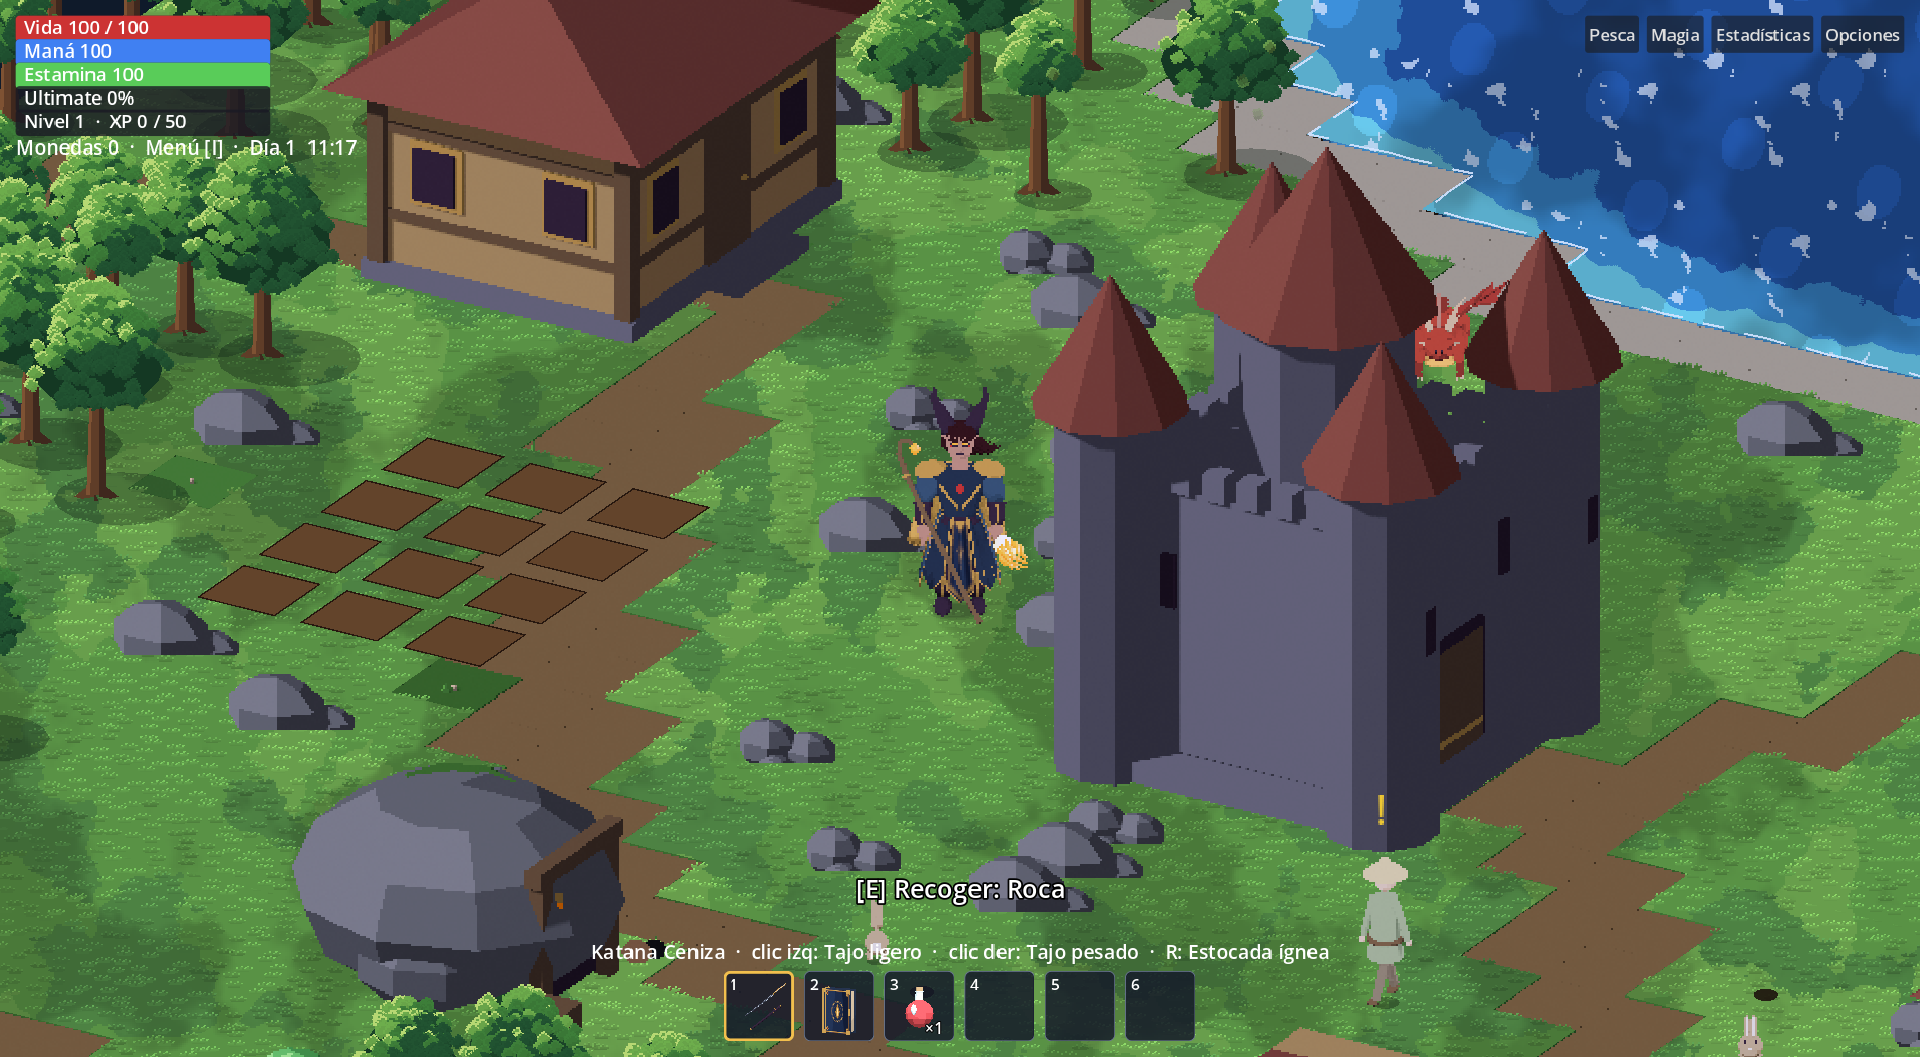 Vida 100 / 100
Maná 100
Estamina 100
Ultimate 0%
Nivel 1 · XP 0 / 50
Monedas 0 · Menú [I] · Día 1 11:17
Pesca Magia Estadísticas Opciones
!
[E] Recoger: Roca
Katana Ceniza · clic izq: Tajo ligero · clic der: Tajo pesado · R: Estocada ígnea
1 2 3 4 5 6
×1